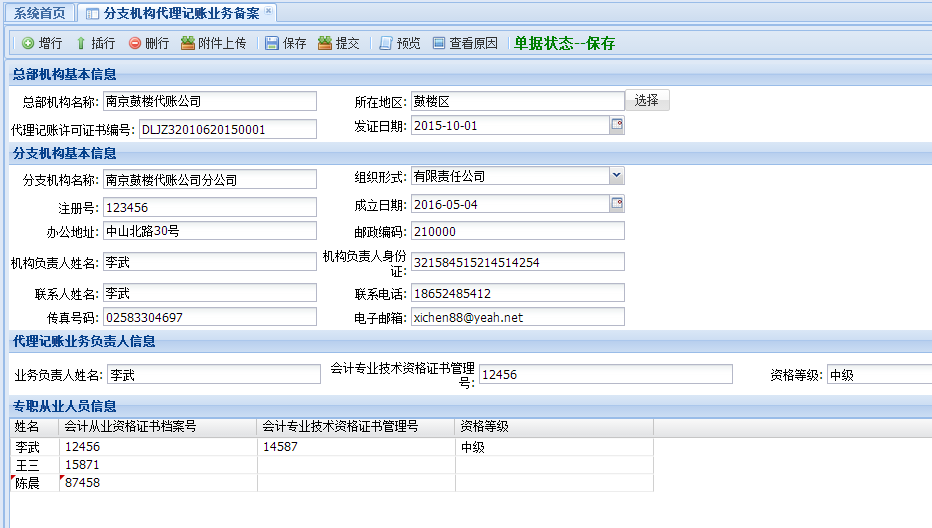 系统首页 分支机构代理记账业务备案
增行 插行 删行 附件上传 保存 提交 预览 查看原因 单据状态--保存
总部机构基本信息
总部机构名称: 南京鼓楼代账公司 所在地区: 鼓楼区 选择
代理记账许可证书编号: DLJZ32010620150001 发证日期: 2015-10-01
分支机构基本信息
分支机构名称: 南京鼓楼代账公司分公司 组织形式: 有限责任公司
注册号: 123456 成立日期: 2016-05-04
办公地址: 中山北路30号 邮政编码: 210000
机构负责人姓名: 李武 机构负责人身份证: 321584515214514254
联系人姓名: 李武 联系电话: 18652485412
传真号码: 02583304697 电子邮箱: xichen88@yeah.net
代理记账业务负责人信息
业务负责人姓名: 李武 会计专业技术资格证书管理号: 12456 资格等级: 中级
专职从业人员信息
姓名 会计从业资格证书档案号 会计专业技术资格证书管理号 资格等级
李武 12456 14587 中级
王三 15871
陈晨 87458